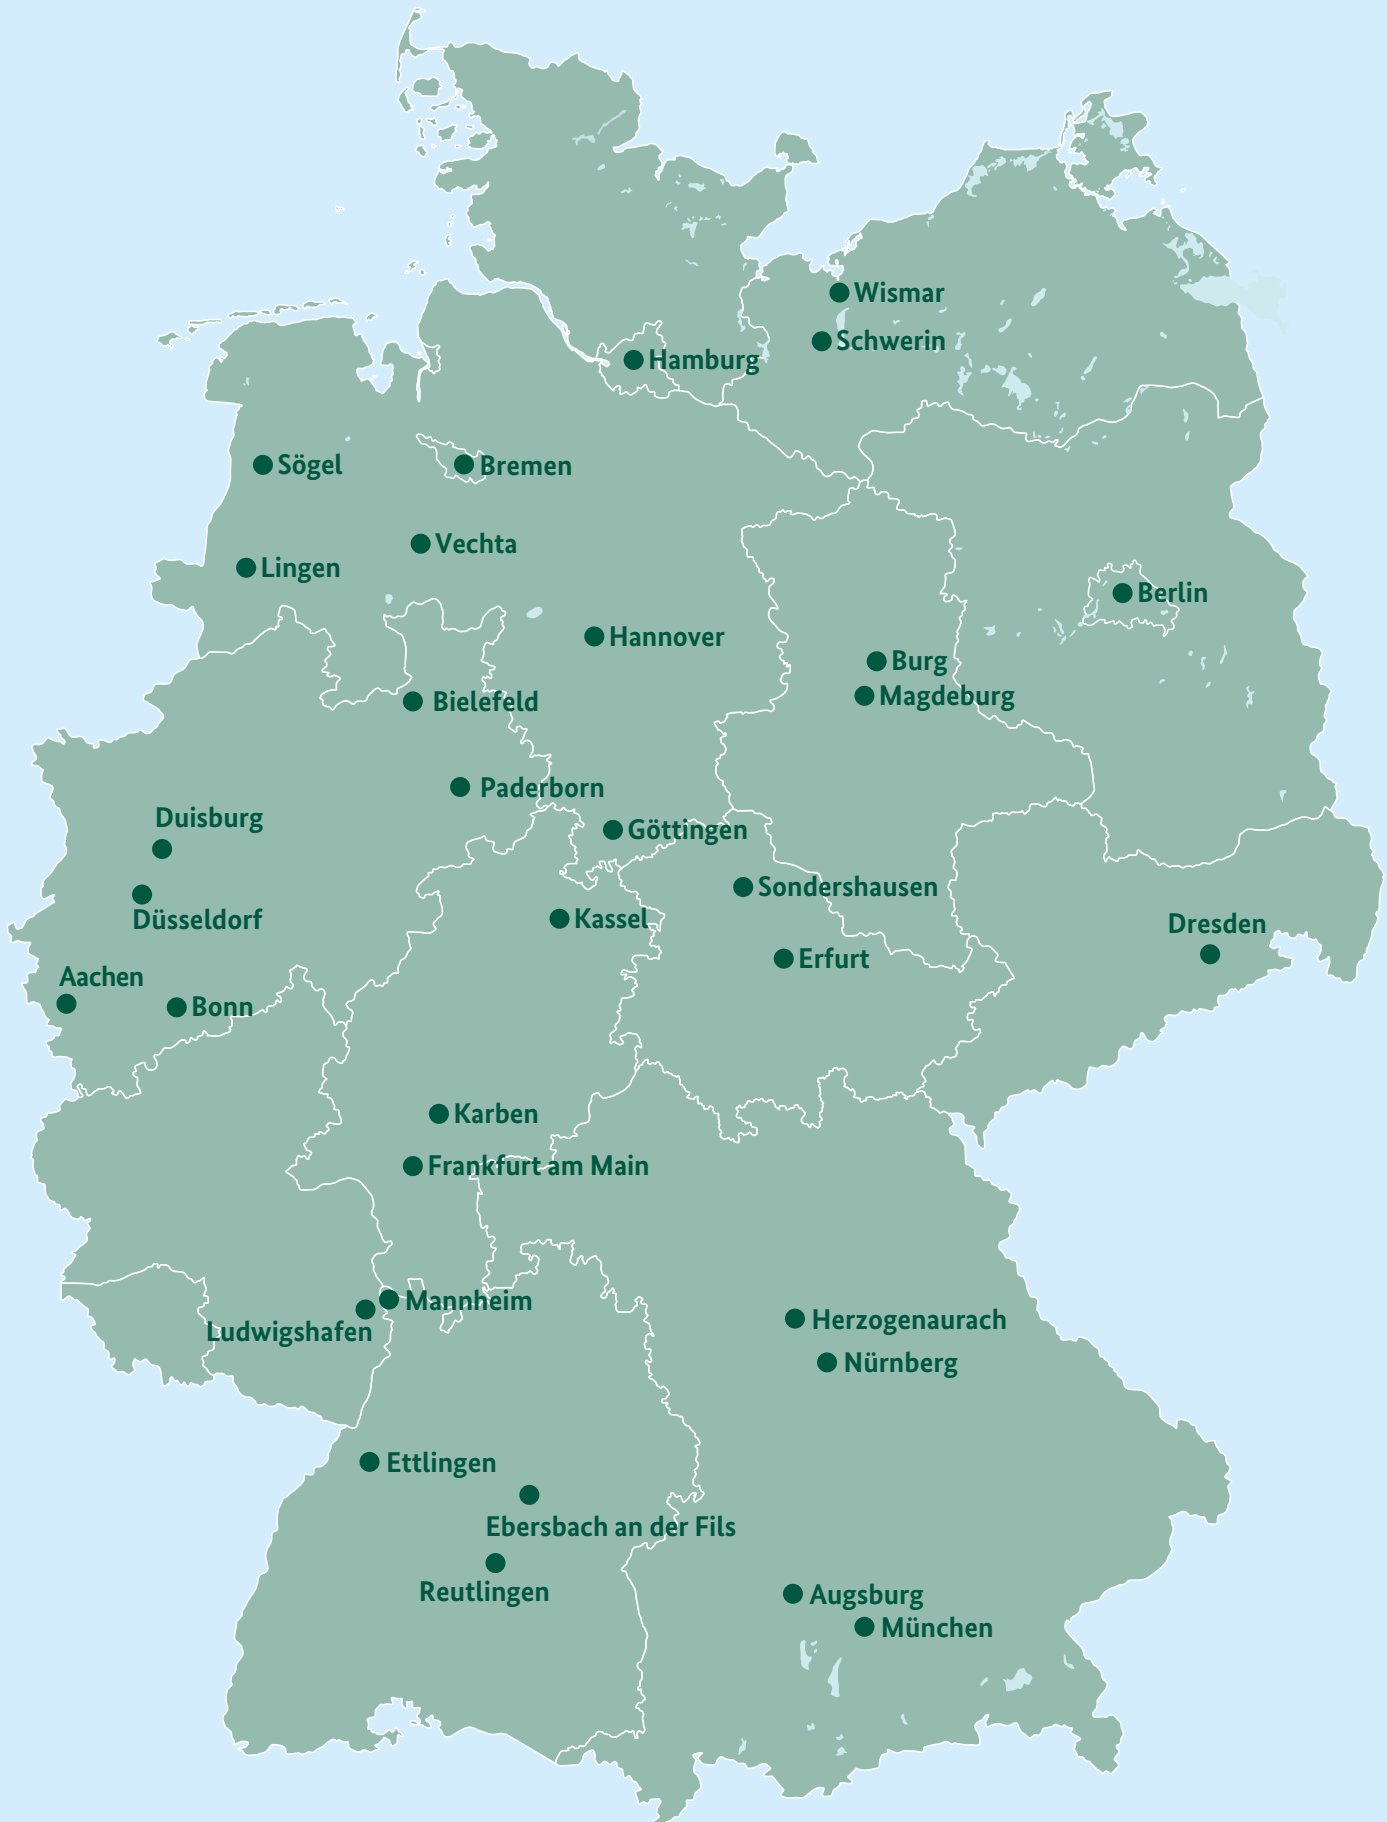 Wismar
Schwerin
Hamburg
Sögel
Bremen
Vechta
Lingen
Berlin
Hannover
Burg
Magdeburg
Bielefeld
Paderborn
Duisburg
Göttingen
Sondershausen
Düsseldorf
Kassel
Dresden
Erfurt
Aachen
Bonn
Karben
Frankfurt am Main
Mannheim
Ludwigshafen
Herzogenaurach
Nürnberg
Ettlingen
Ebersbach an der Fils
Reutlingen
Augsburg
München